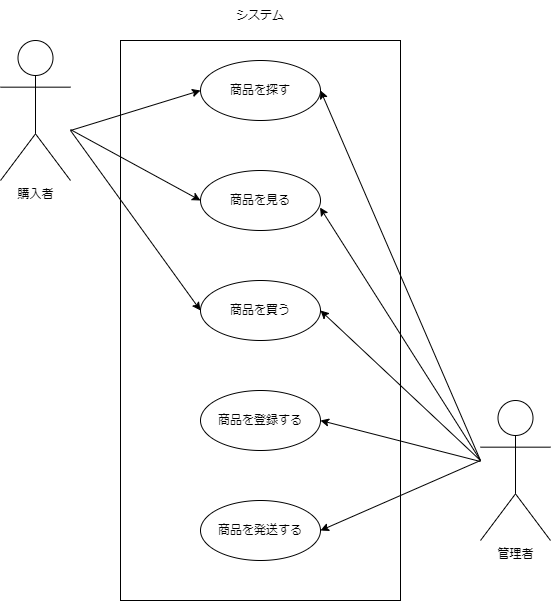 システム
商品を探す
購入者
商品を見る
商品を買う
商品を登録する
商品を発送する
管理者